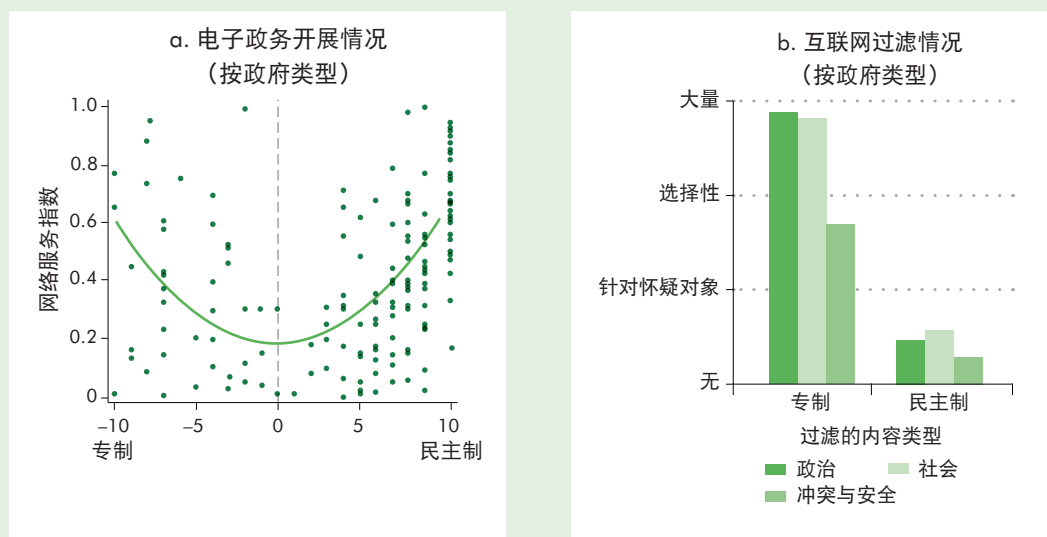 a. 电子政务开展情况
（按政府类型）
网络服务指数
1.0
0.8
0.6
0.4
0.2
0
–10
–5
0
5
10
专制
民主制
b. 互联网过滤情况
（按政府类型）
大量
选择性
针对怀疑对象
无
专制
民主制
过滤的内容类型
政治
社会
冲突与安全